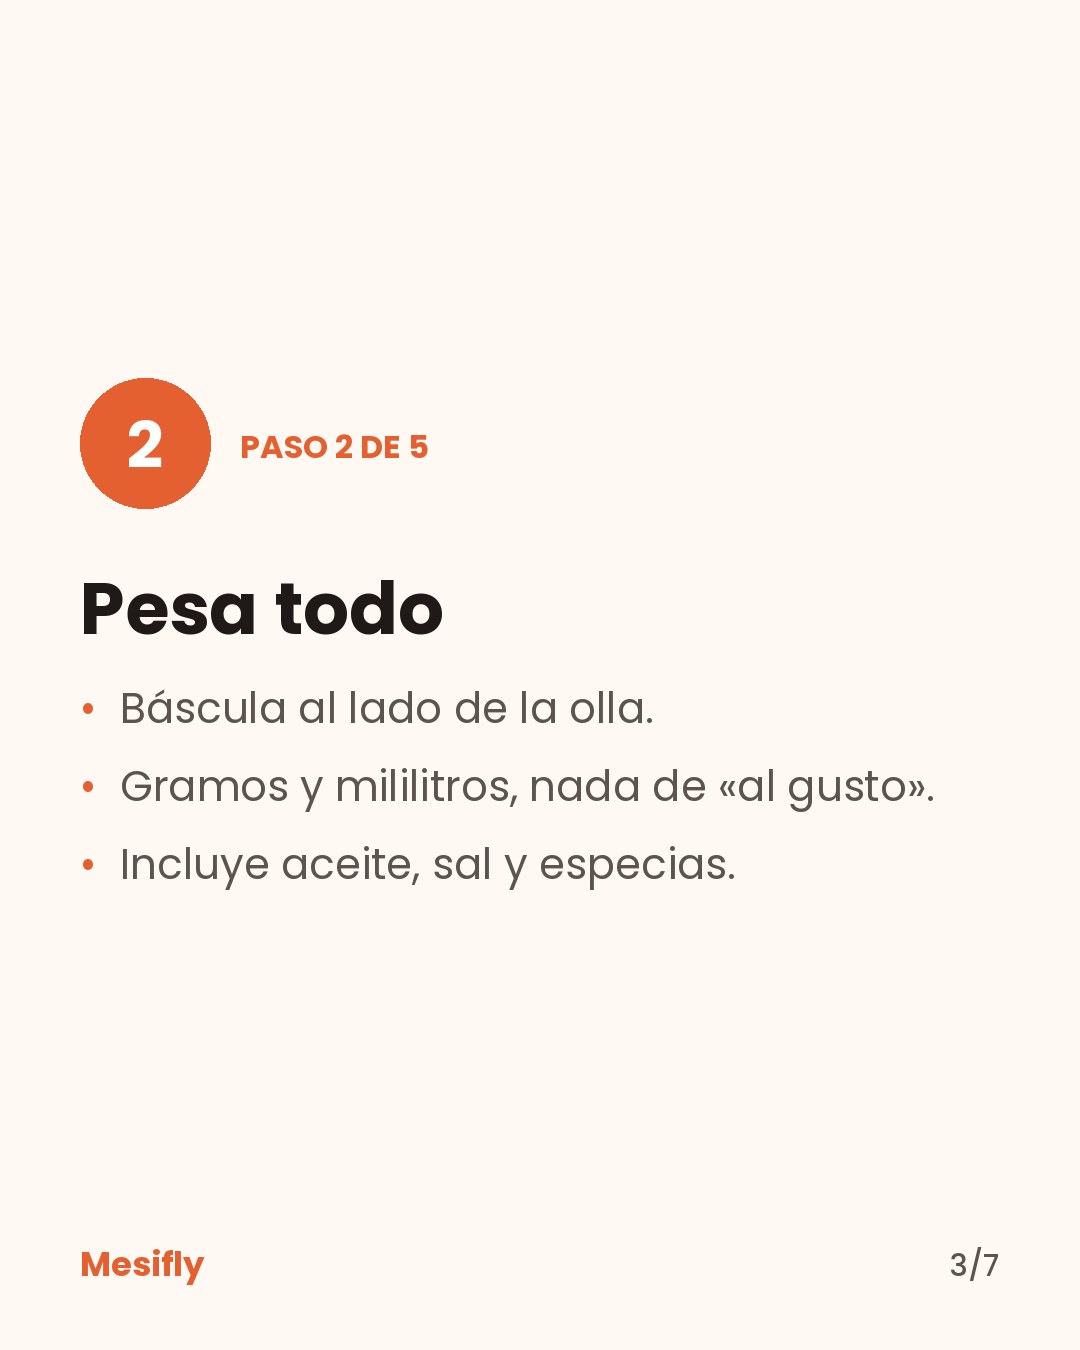 2
PASO 2 DE 5
Pesa todo
• Báscula al lado de la olla.
• Gramos y mililitros, nada de «al gusto».
• Incluye aceite, sal y especias.
Mesifly
3/7